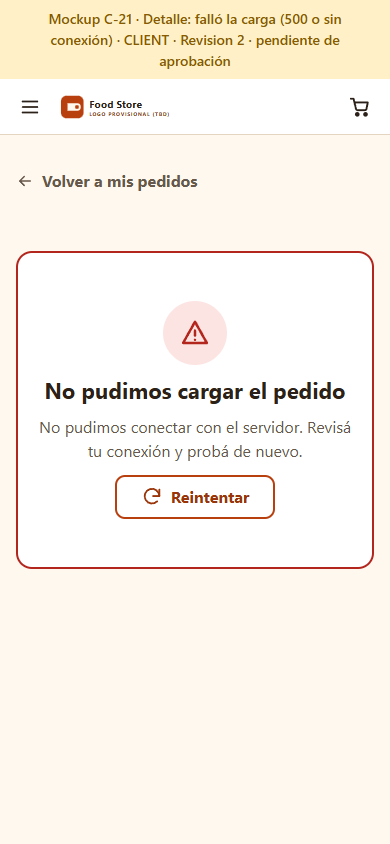 Mockup C-21 · Detalle: falló la carga (500 o sin
conexión) · CLIENT · Revision 2 · pendiente de
aprobación
Food Store
LOGO PROVISIONAL (TBD)
Volver a mis pedidos
No pudimos cargar el pedido
No pudimos conectar con el servidor. Revisá
tu conexión y probá de nuevo.
Reintentar